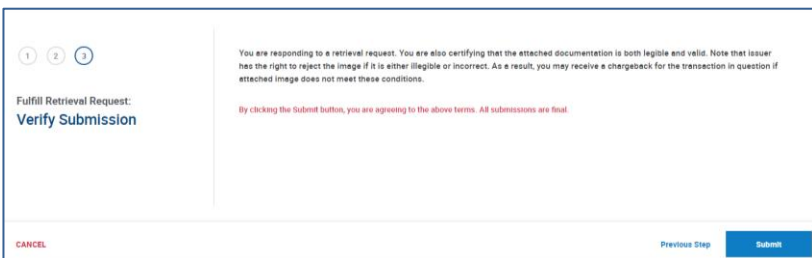 1 2 3
Fulfill Retrieval Request:
Verify Submission
You are responding to a retrieval request. You are also certifying that the attached documentation is both legible and valid. Note that issuer
has the right to reject the image if it is either illegible or incorrect. As a result, you may receive a chargeback for the transaction in question if
attached image does not meet these conditions.
By clicking the Submit button, you are agreeing to the above terms. All submissions are final.
CANCEL
Previous Step
Submit